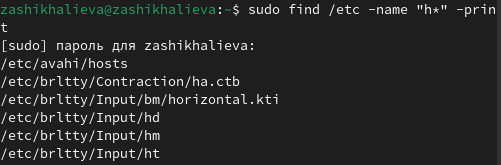 zashikhalieva@zashikhalieva:~$ sudo find /etc -name "h*" -prin
t
[sudo] пароль для zashikhalieva:
/etc/avahi/hosts
/etc/brltty/Contraction/ha.ctb
/etc/brltty/Input/bm/horizontal.kti
/etc/brltty/Input/hd
/etc/brltty/Input/hm
/etc/brltty/Input/ht